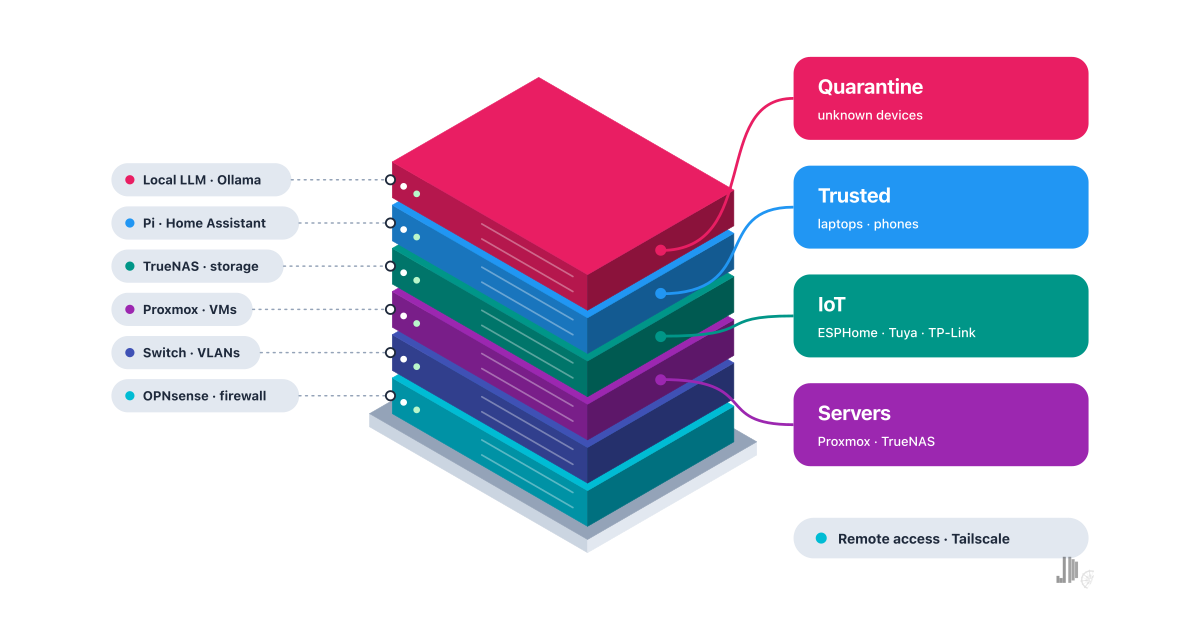 Local LLM · Ollama
Pi · Home Assistant
TrueNAS · storage
Proxmox · VMs
Switch · VLANs
OPNsense · firewall
Quarantine
unknown devices
Trusted
laptops · phones
IoT
ESPHome · Tuya · TP-Link
Servers
Proxmox · TrueNAS
Remote access · Tailscale